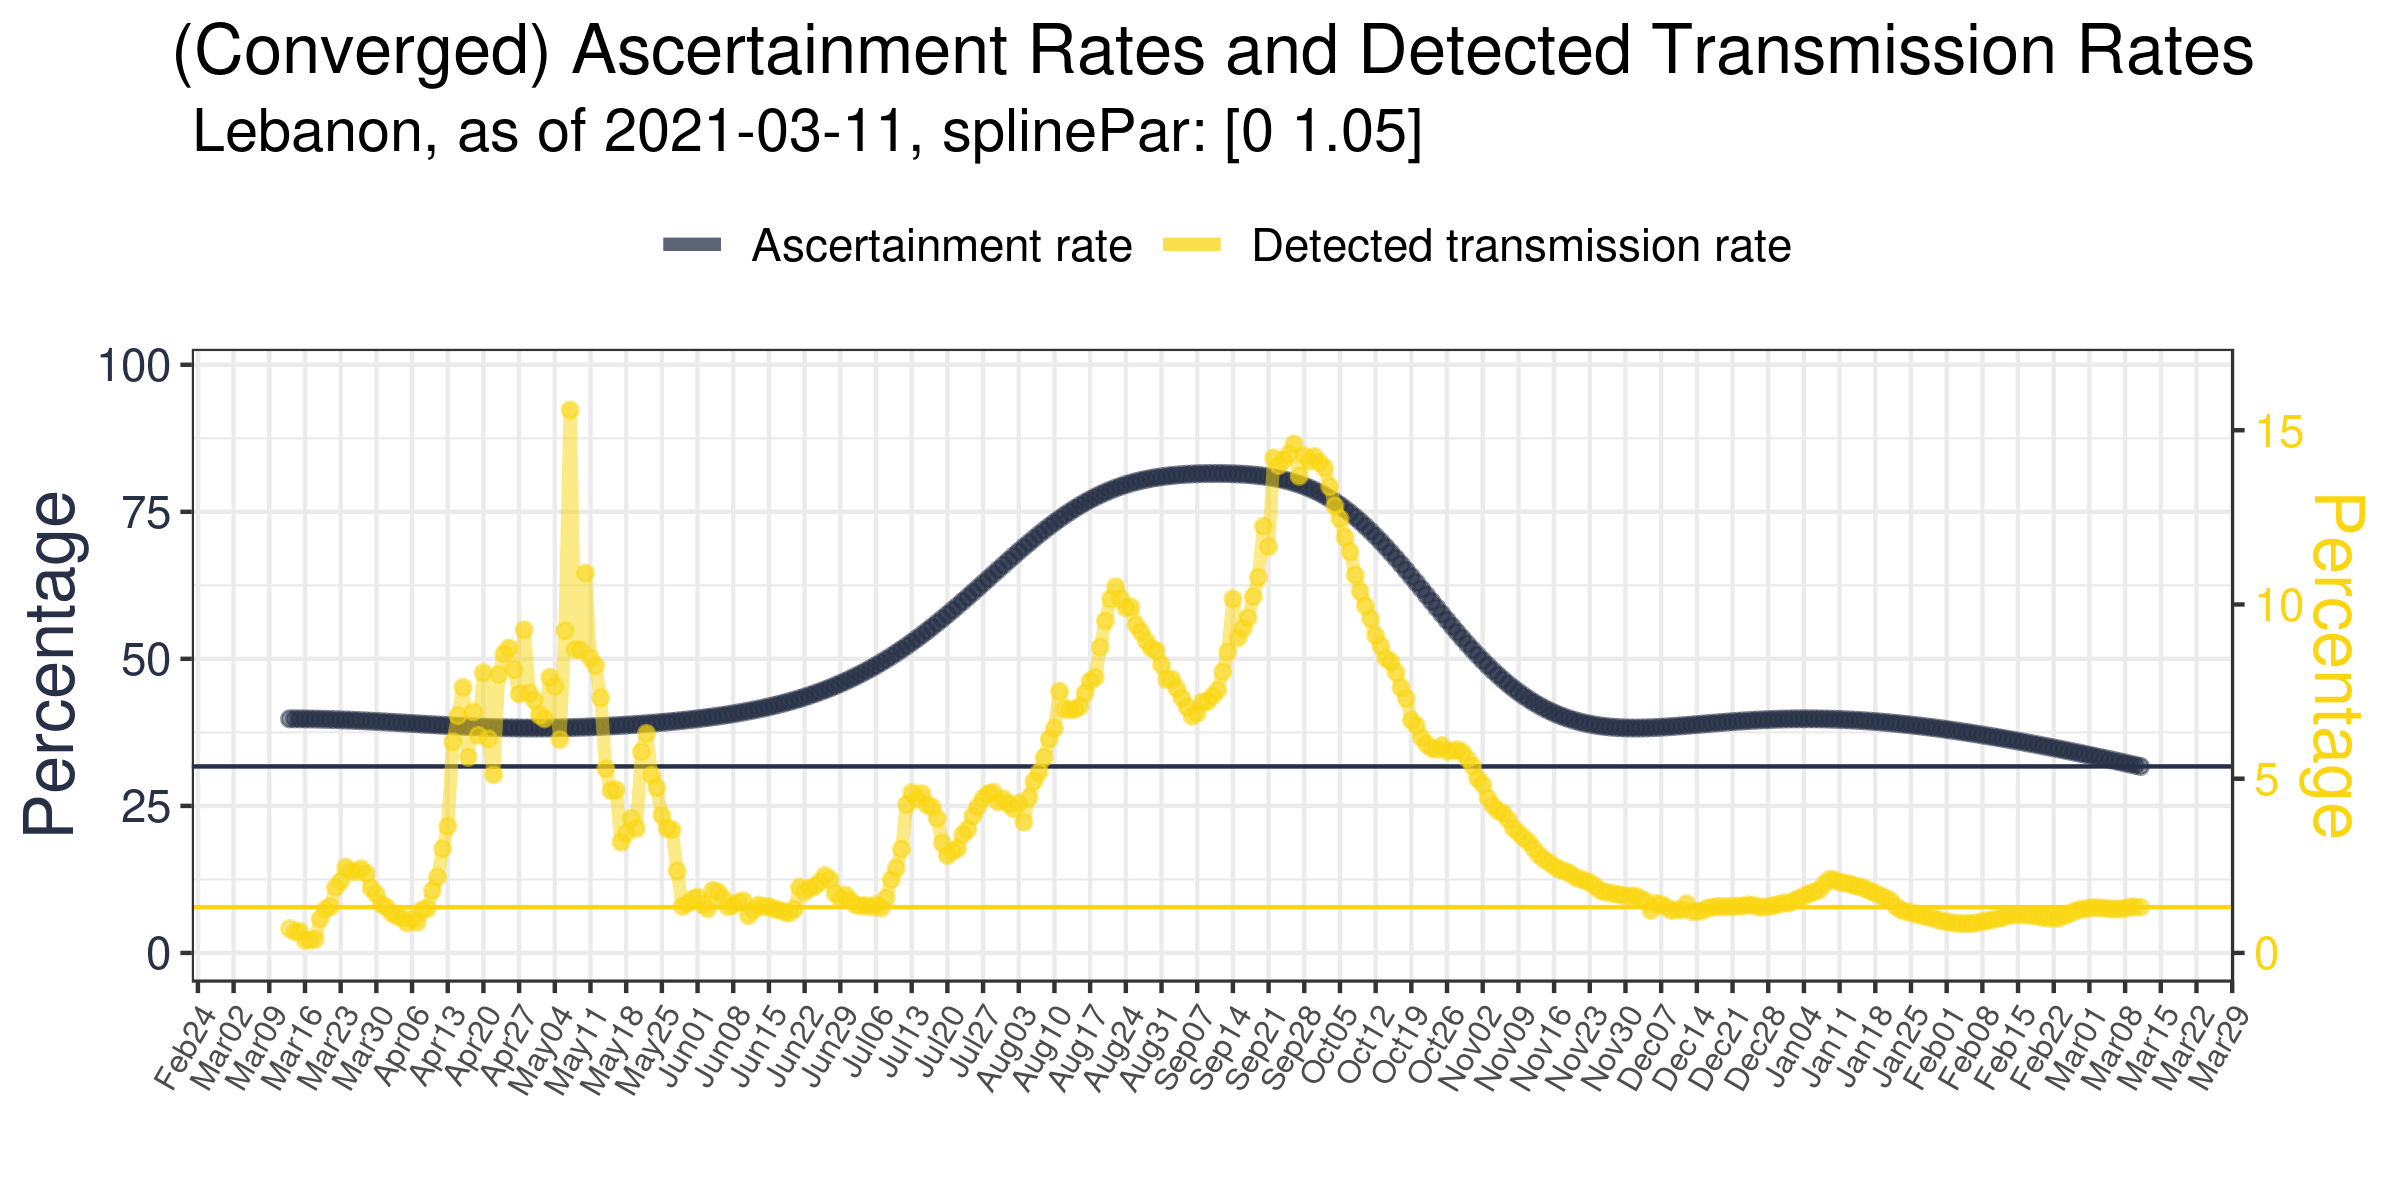 (Converged) Ascertainment Rates and Detected Transmission Rates
Lebanon, as of 2021-03-11, splinePar: [0 1.05]
Ascertainment rate
Detected transmission rate
Percentage
100
75
50
25
0
15
10
5
0
Percentage
Feb24
Mar02
Mar09
Mar16
Mar23
Mar30
Apr06
Apr13
Apr20
Apr27
May04
May11
May18
May25
Jun01
Jun08
Jun15
Jun22
Jun29
Jul06
Jul13
Jul20
Jul27
Aug03
Aug10
Aug17
Aug24
Aug31
Sep07
Sep14
Sep21
Sep28
Oct05
Oct12
Oct19
Oct26
Nov02
Nov09
Nov16
Nov23
Nov30
Dec07
Dec14
Dec21
Dec28
Jan04
Jan11
Jan18
Jan25
Feb01
Feb08
Feb15
Feb22
Mar01
Mar08
Mar15
Mar22
Mar29